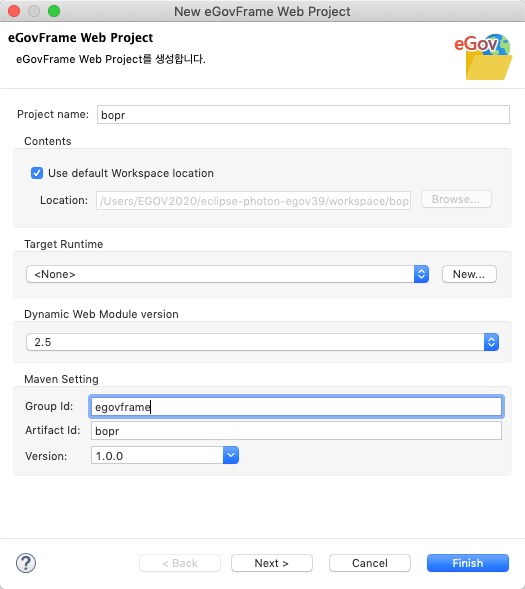 New eGovFrame Web Project
eGovFrame Web Project
eGovFrame Web Project를 생성합니다.
eGov
Project name: bopr
Contents
Use default Workspace location
Location: /Users/EGOV2020/eclipse-photon-egov39/workspace/bop
Browse...
Target Runtime
<None>
New...
Dynamic Web Module version
2.5
Maven Setting
Group Id: egovframe
Artifact Id: bopr
Version: 1.0.0
? < Back Next > Cancel Finish